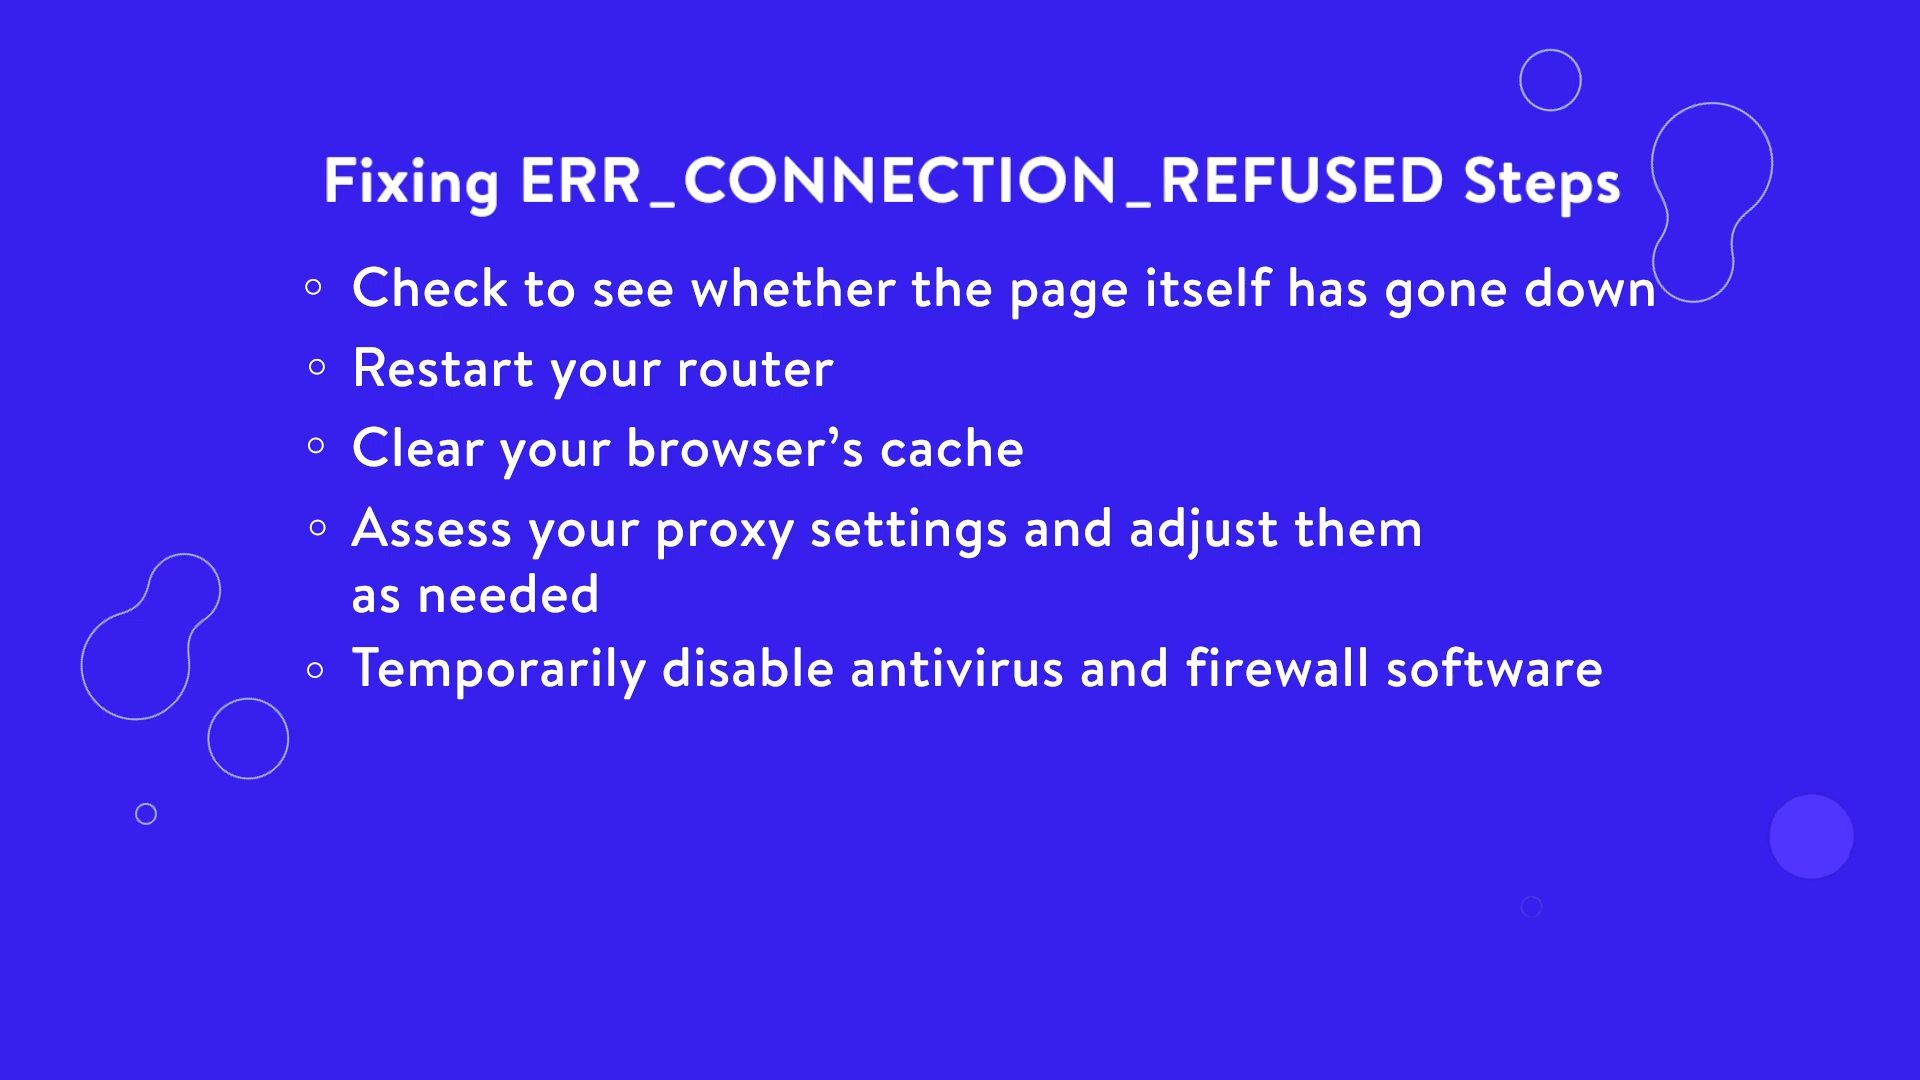 Fixing ERR_CONNECTION_REFUSED Steps
Check to see whether the page itself has gone down
Restart your router
Clear your browser’s cache
Assess your proxy settings and adjust them
as needed
Temporarily disable antivirus and firewall software